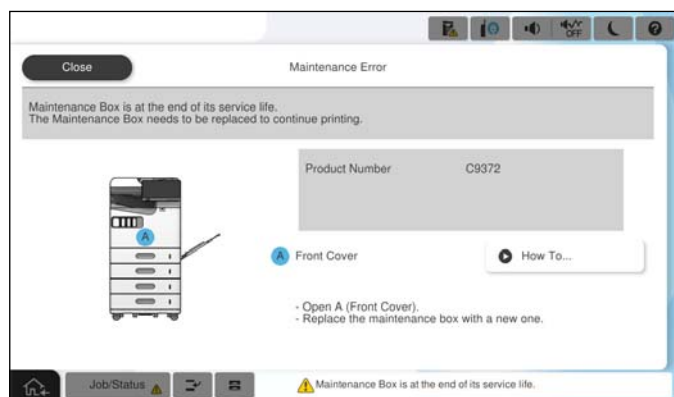 OFF
Close
Maintenance Error
Maintenance Box is at the end of its service life.
The Maintenance Box needs to be replaced to continue printing.
Product Number C9372
A
A Front Cover
How To...
- Open A (Front Cover).
- Replace the maintenance box with a new one.
Job/Status
Maintenance Box is at the end of its service life.